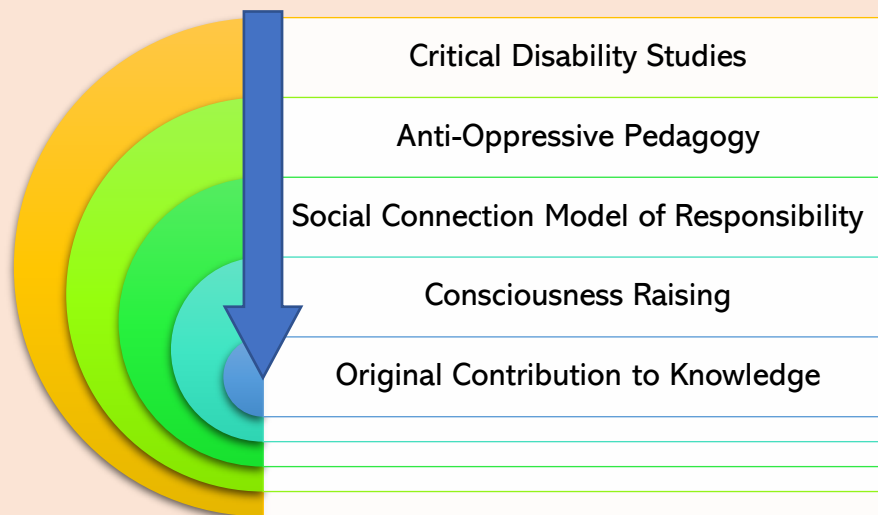 Critical Disability Studies
Anti-Oppressive Pedagogy
Social Connection Model of Responsibility
Consciousness Raising
Original Contribution to Knowledge